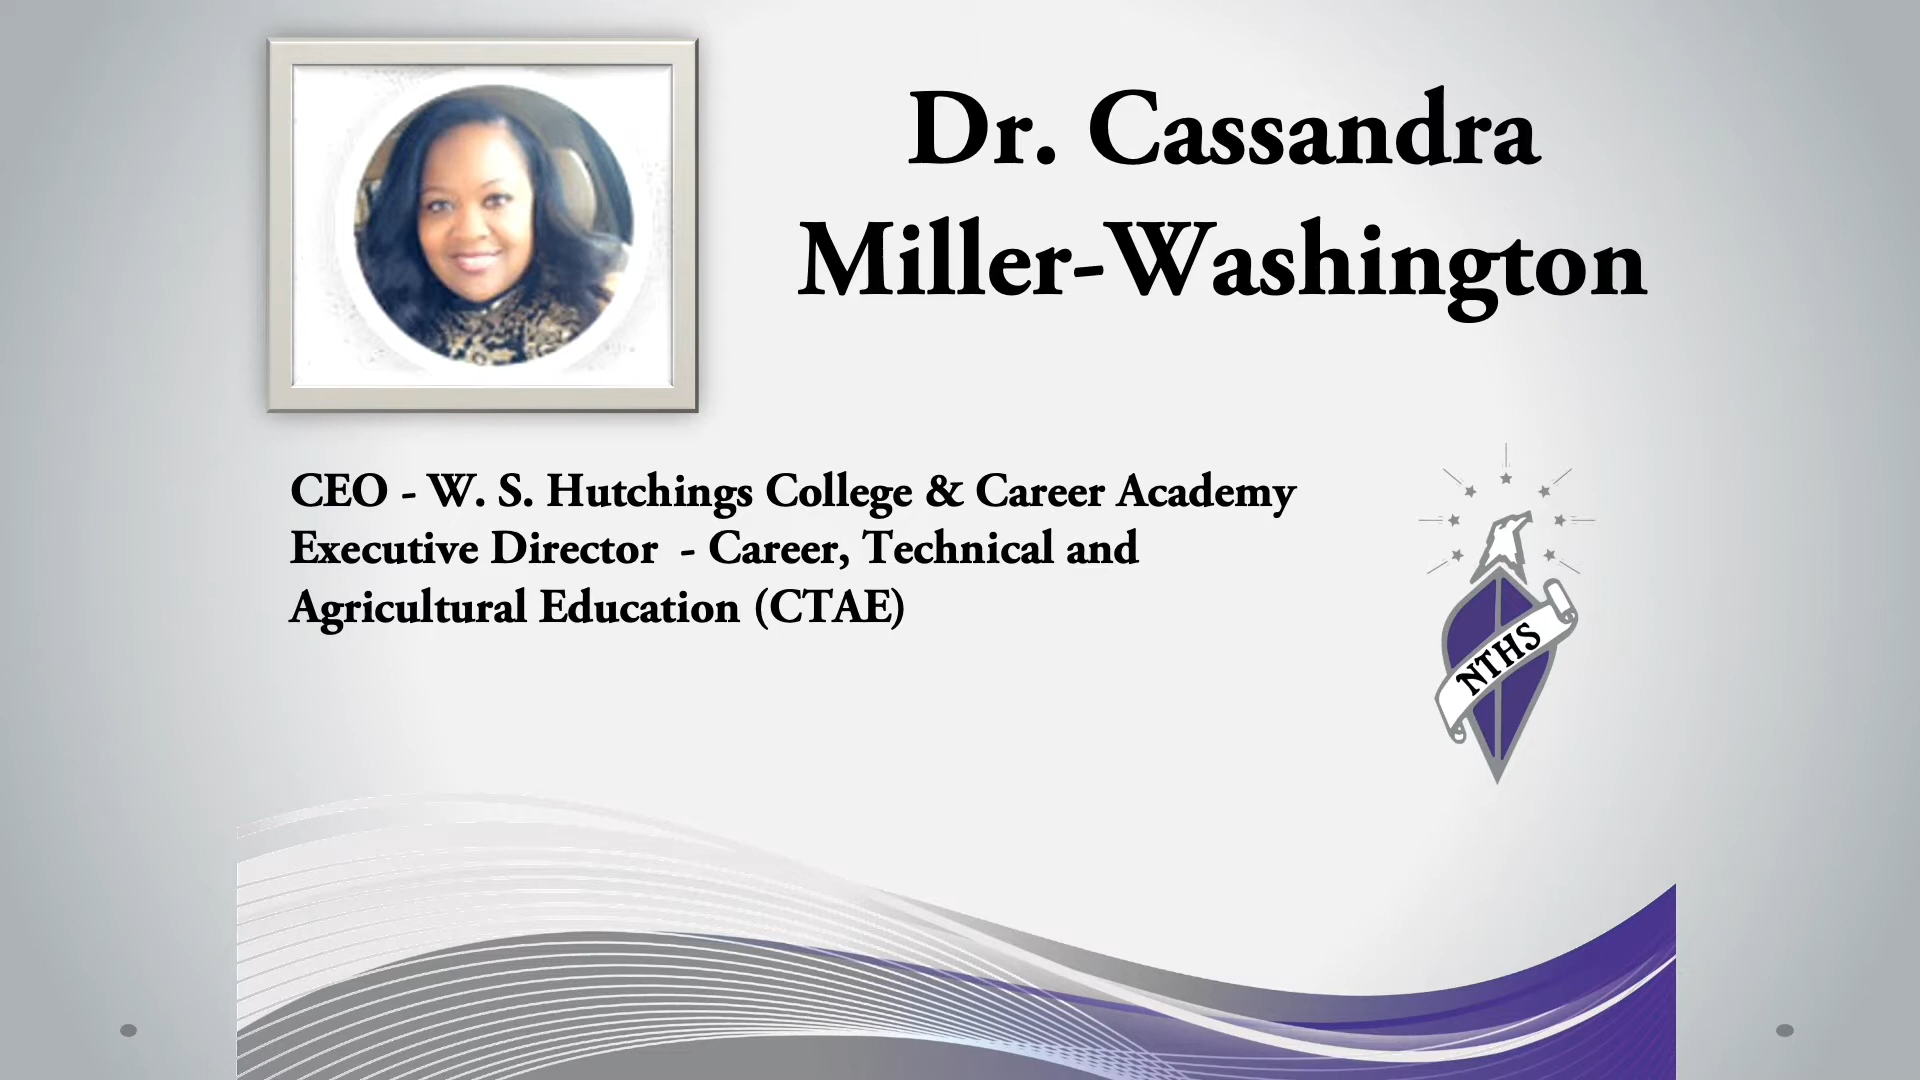 Dr. Cassandra
Miller-Washington
CEO - W. S. Hutchings College & Career Academy
Executive Director - Career, Technical and
Agricultural Education (CTAE)
NTHS